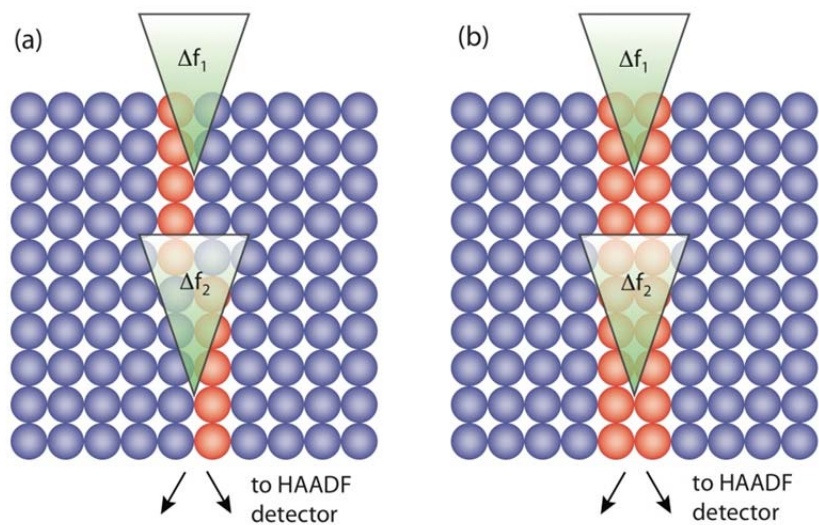 (a)
Δf₁
Δf₂
to HAADF
detector
(b)
Δf₁
Δf₂
to HAADF
detector